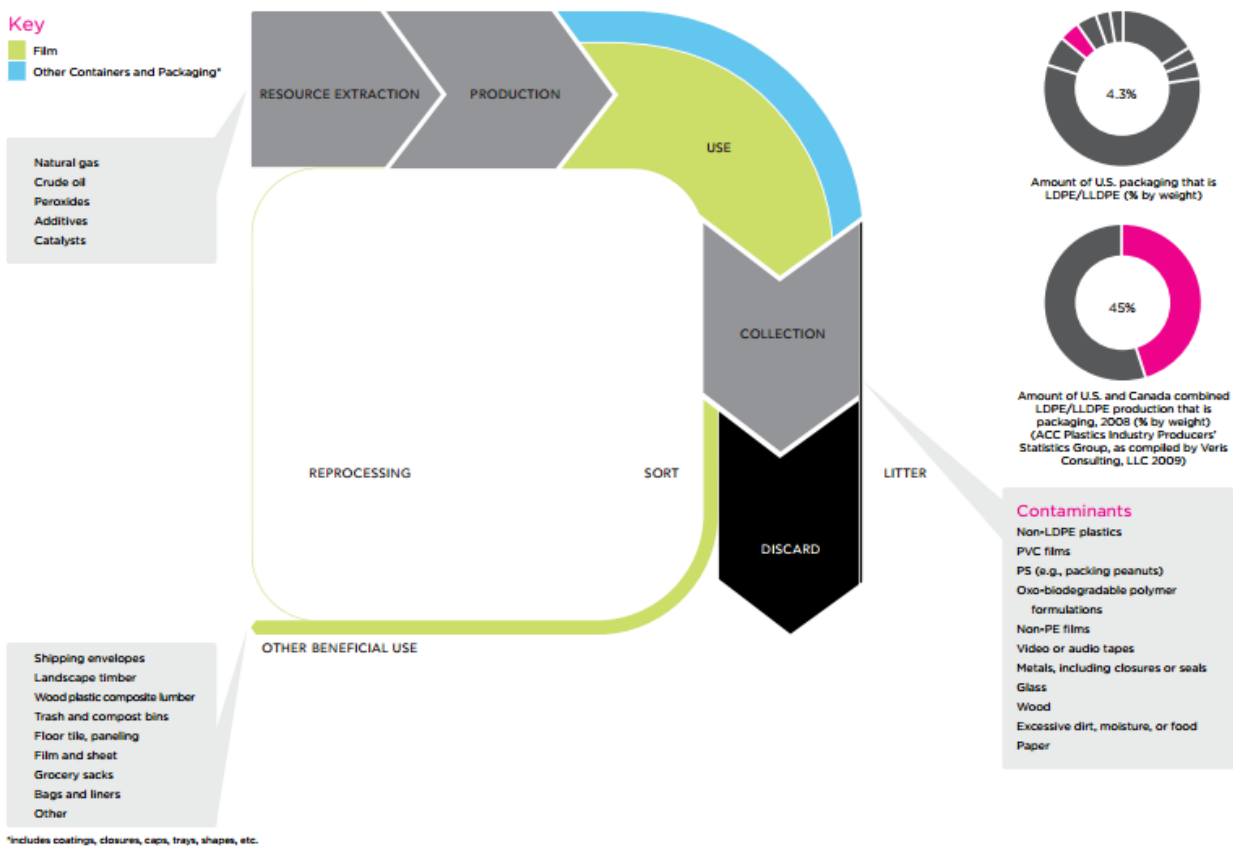 Key
Film
Other Containers and Packaging*
RESOURCE EXTRACTION
PRODUCTION
USE
COLLECTION
DISCARD
LITTER
SORT
REPROCESSING
OTHER BENEFICIAL USE
Natural gas
Crude oil
Peroxides
Additives
Catalysts
Shipping envelopes
Landscape timber
Wood plastic composite lumber
Trash and compost bins
Floor tile, paneling
Film and sheet
Grocery sacks
Bags and liners
Other
*includes coatings, closures, caps, trays, shapes, etc.
4.3%
Amount of U.S. packaging that is
LDPE/LLDPE (% by weight)
45%
Amount of U.S. and Canada combined
LDPE/LLDPE production that is
packaging, 2008 (% by weight)
(ACC Plastics Industry Producers'
Statistics Group, as compiled by Veris
Consulting, LLC 2009)
Contaminants
Non-LDPE plastics
PVC films
PS (e.g., packing peanuts)
Oxo-biodegradable polymer
formulations
Non-PE films
Video or audio tapes
Metals, including closures or seals
Glass
Wood
Excessive dirt, moisture, or food
Paper